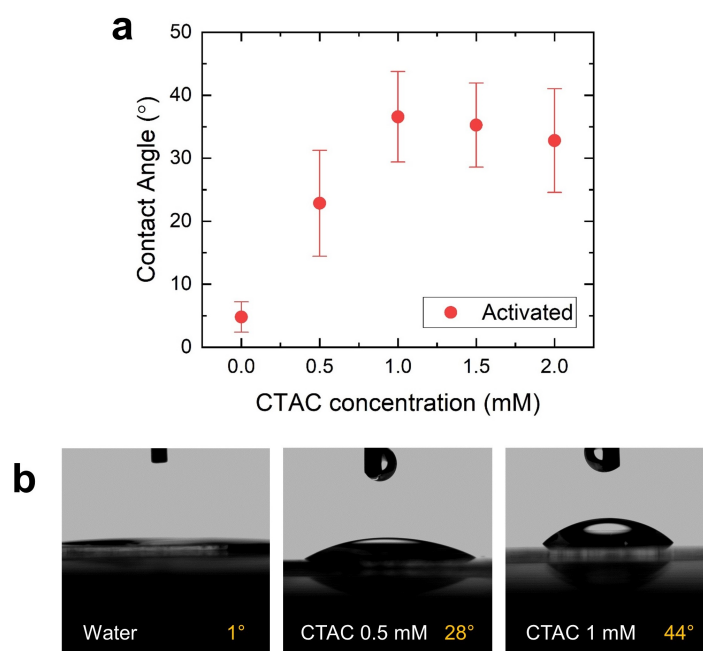 a
50
40
30
20
10
0
Contact Angle (°)
Activated
0.0 0.5 1.0 1.5 2.0
CTAC concentration (mM)
b
Water 1°
CTAC 0.5 mM 28°
CTAC 1 mM 44°